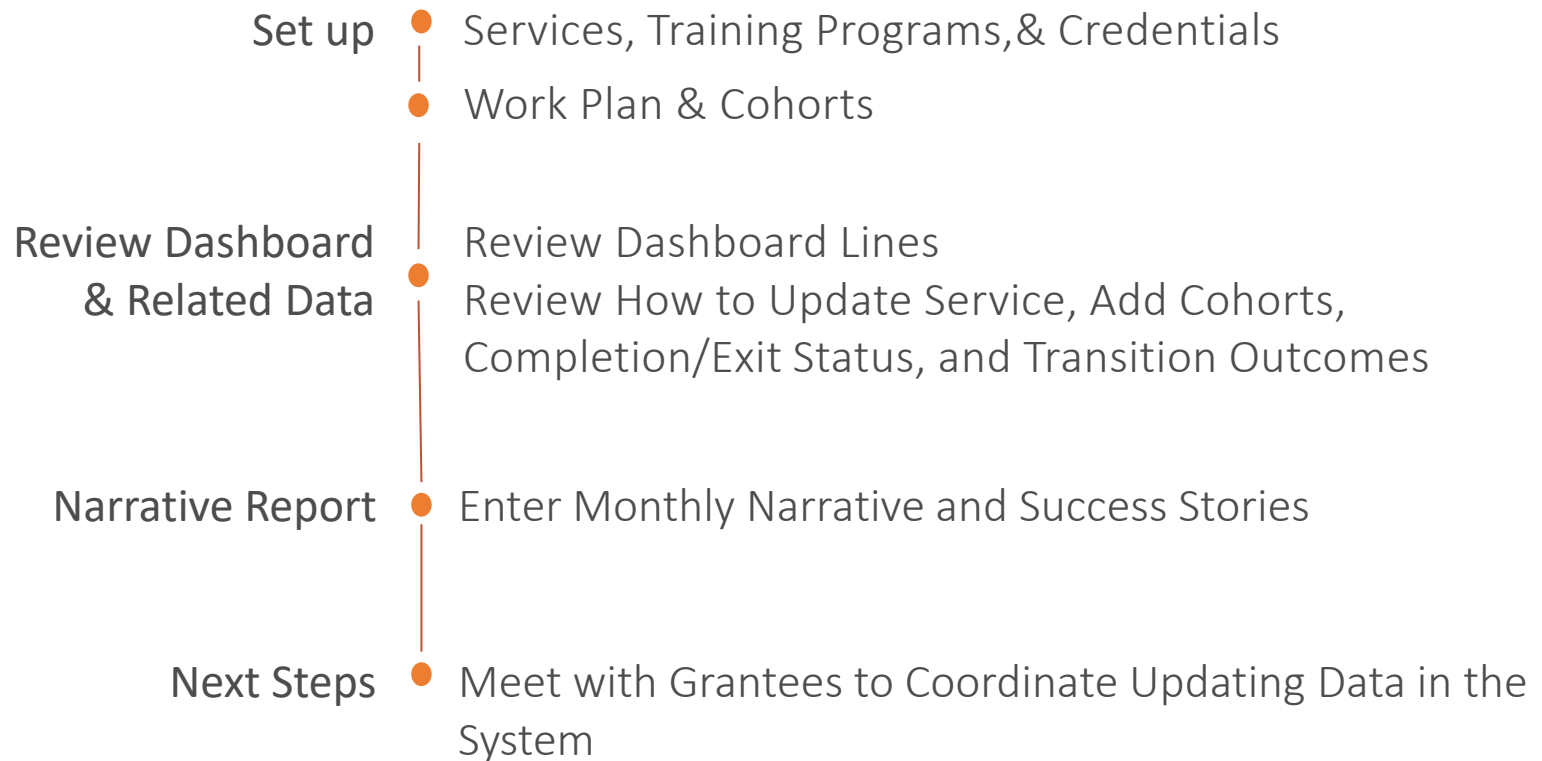 Set up
Services, Training Programs,& Credentials
Work Plan & Cohorts
Review Dashboard
& Related Data
Review Dashboard Lines
Review How to Update Service, Add Cohorts,
Completion/Exit Status, and Transition Outcomes
Narrative Report
Enter Monthly Narrative and Success Stories
Next Steps
Meet with Grantees to Coordinate Updating Data in the
System